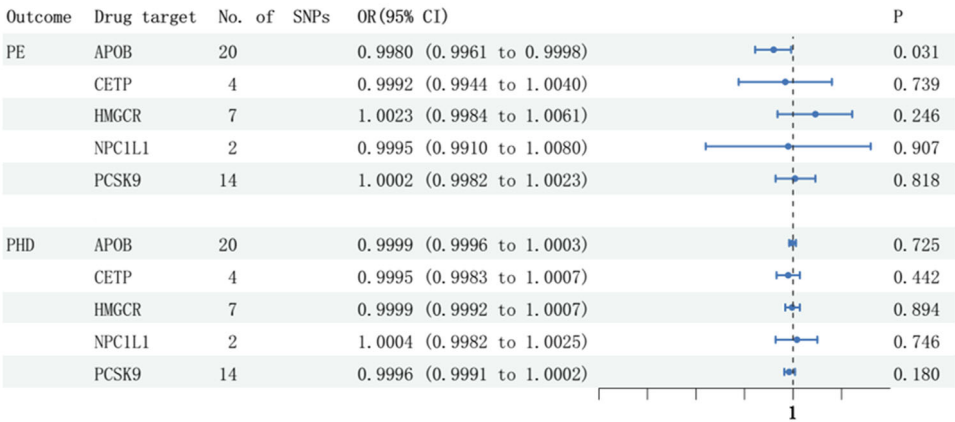 Outcome Drug target No. of SNPs OR(95% CI) P
PE APOB 20 0.9980 (0.9961 to 0.9998) 0.031
CETP 4 0.9992 (0.9944 to 1.0040) 0.739
HMGCR 7 1.0023 (0.9984 to 1.0061) 0.246
NPC1L1 2 0.9995 (0.9910 to 1.0080) 0.907
PCSK9 14 1.0002 (0.9982 to 1.0023) 0.818
PHD APOB 20 0.9999 (0.9996 to 1.0003) 0.725
CETP 4 0.9995 (0.9983 to 1.0007) 0.442
HMGCR 7 0.9999 (0.9992 to 1.0007) 0.894
NPC1L1 2 1.0004 (0.9982 to 1.0025) 0.746
PCSK9 14 0.9996 (0.9991 to 1.0002) 0.180
1